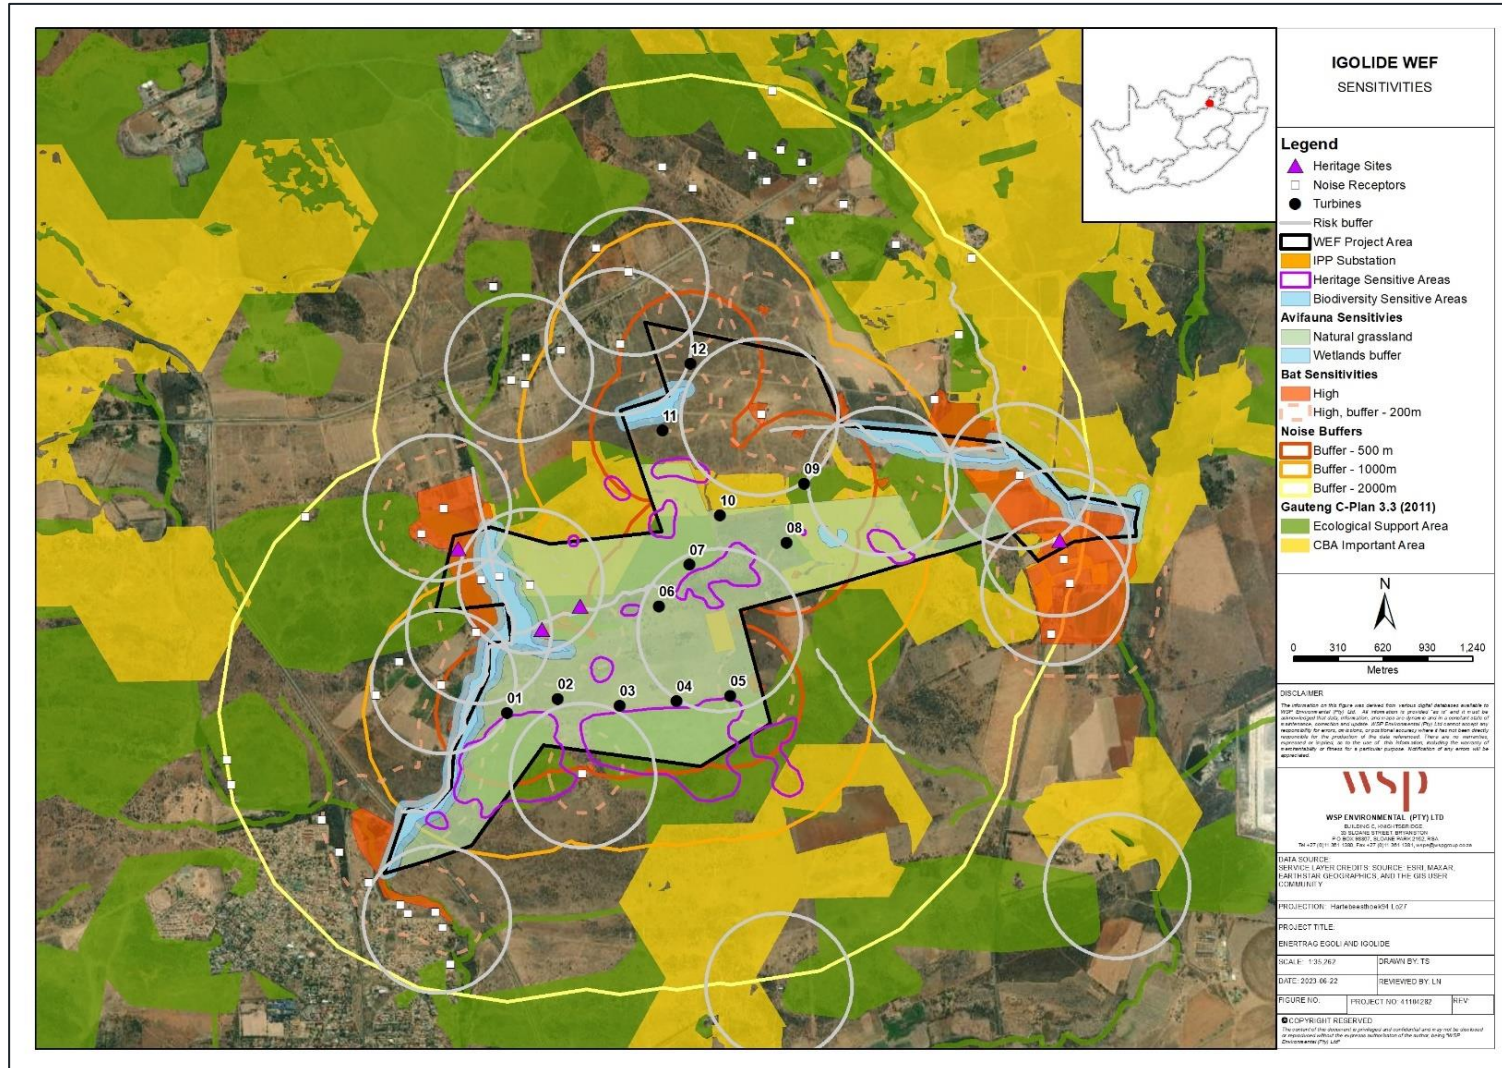 IGOLIDE WEF
SENSITIVITIES
Legend
Heritage Sites
Noise Receptors
Turbines
Risk buffer
WEF Project Area
IPP Substation
Heritage Sensitive Areas
Biodiversity Sensitive Areas
Avifauna Sensitivies
Natural grassland
Wetlands buffer
Bat Sensitivities
High
High, buffer - 200m
Noise Buffers
Buffer - 500 m
Buffer - 1000m
Buffer - 2000m
Gauteng C-Plan 3.3 (2011)
Ecological Support Area
CBA Important Area
N
0 310 620 930 1,240
Metres
DISCLAIMER
WSP
WSP ENVIRONMENTAL (PTY) LTD
DATA SOURCE:
SERVICE LAYER CREDITS: SOURCE: ESRI, MAXAR,
EARTHSTAR GEOGRAPHICS, AND THE GIS USER
COMMUNITY
PROJECTION: Hartebeesthoek94 Lo27
PROJECT TITLE:
ENERTRAG EGOLI AND IGOLIDE
SCALE: 1:35,262
DRAWN BY: TS
DATE: 2023-06-22
REVIEWED BY: LN
FIGURE NO:
PROJECT NO: 41104282
REV:
COPYRIGHT RESERVED
12
11
09
10
08
07
06
05
04
03
02
01